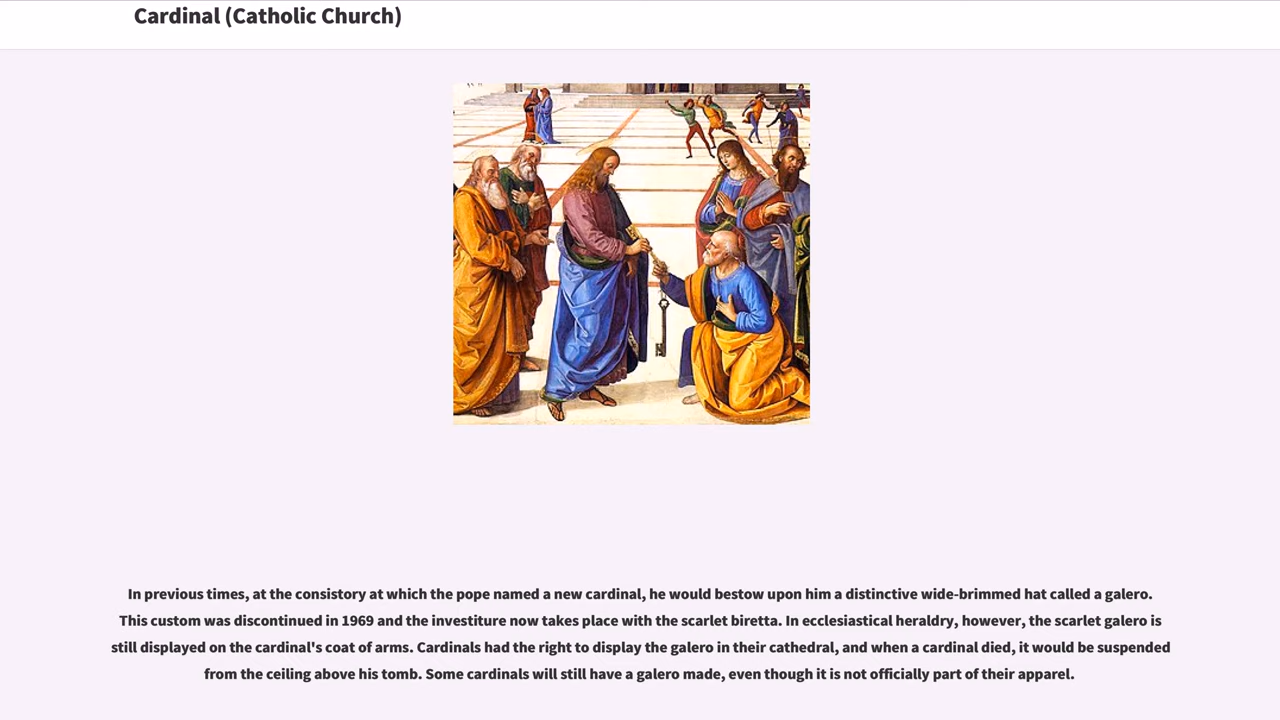 Cardinal (Catholic Church)
In previous times, at the consistory at which the pope named a new cardinal, he would bestow upon him a distinctive wide-brimmed hat called a galero.
This custom was discontinued in 1969 and the investiture now takes place with the scarlet biretta. In ecclesiastical heraldry, however, the scarlet galero is
still displayed on the cardinal's coat of arms. Cardinals had the right to display the galero in their cathedral, and when a cardinal died, it would be suspended
from the ceiling above his tomb. Some cardinals will still have a galero made, even though it is not officially part of their apparel.